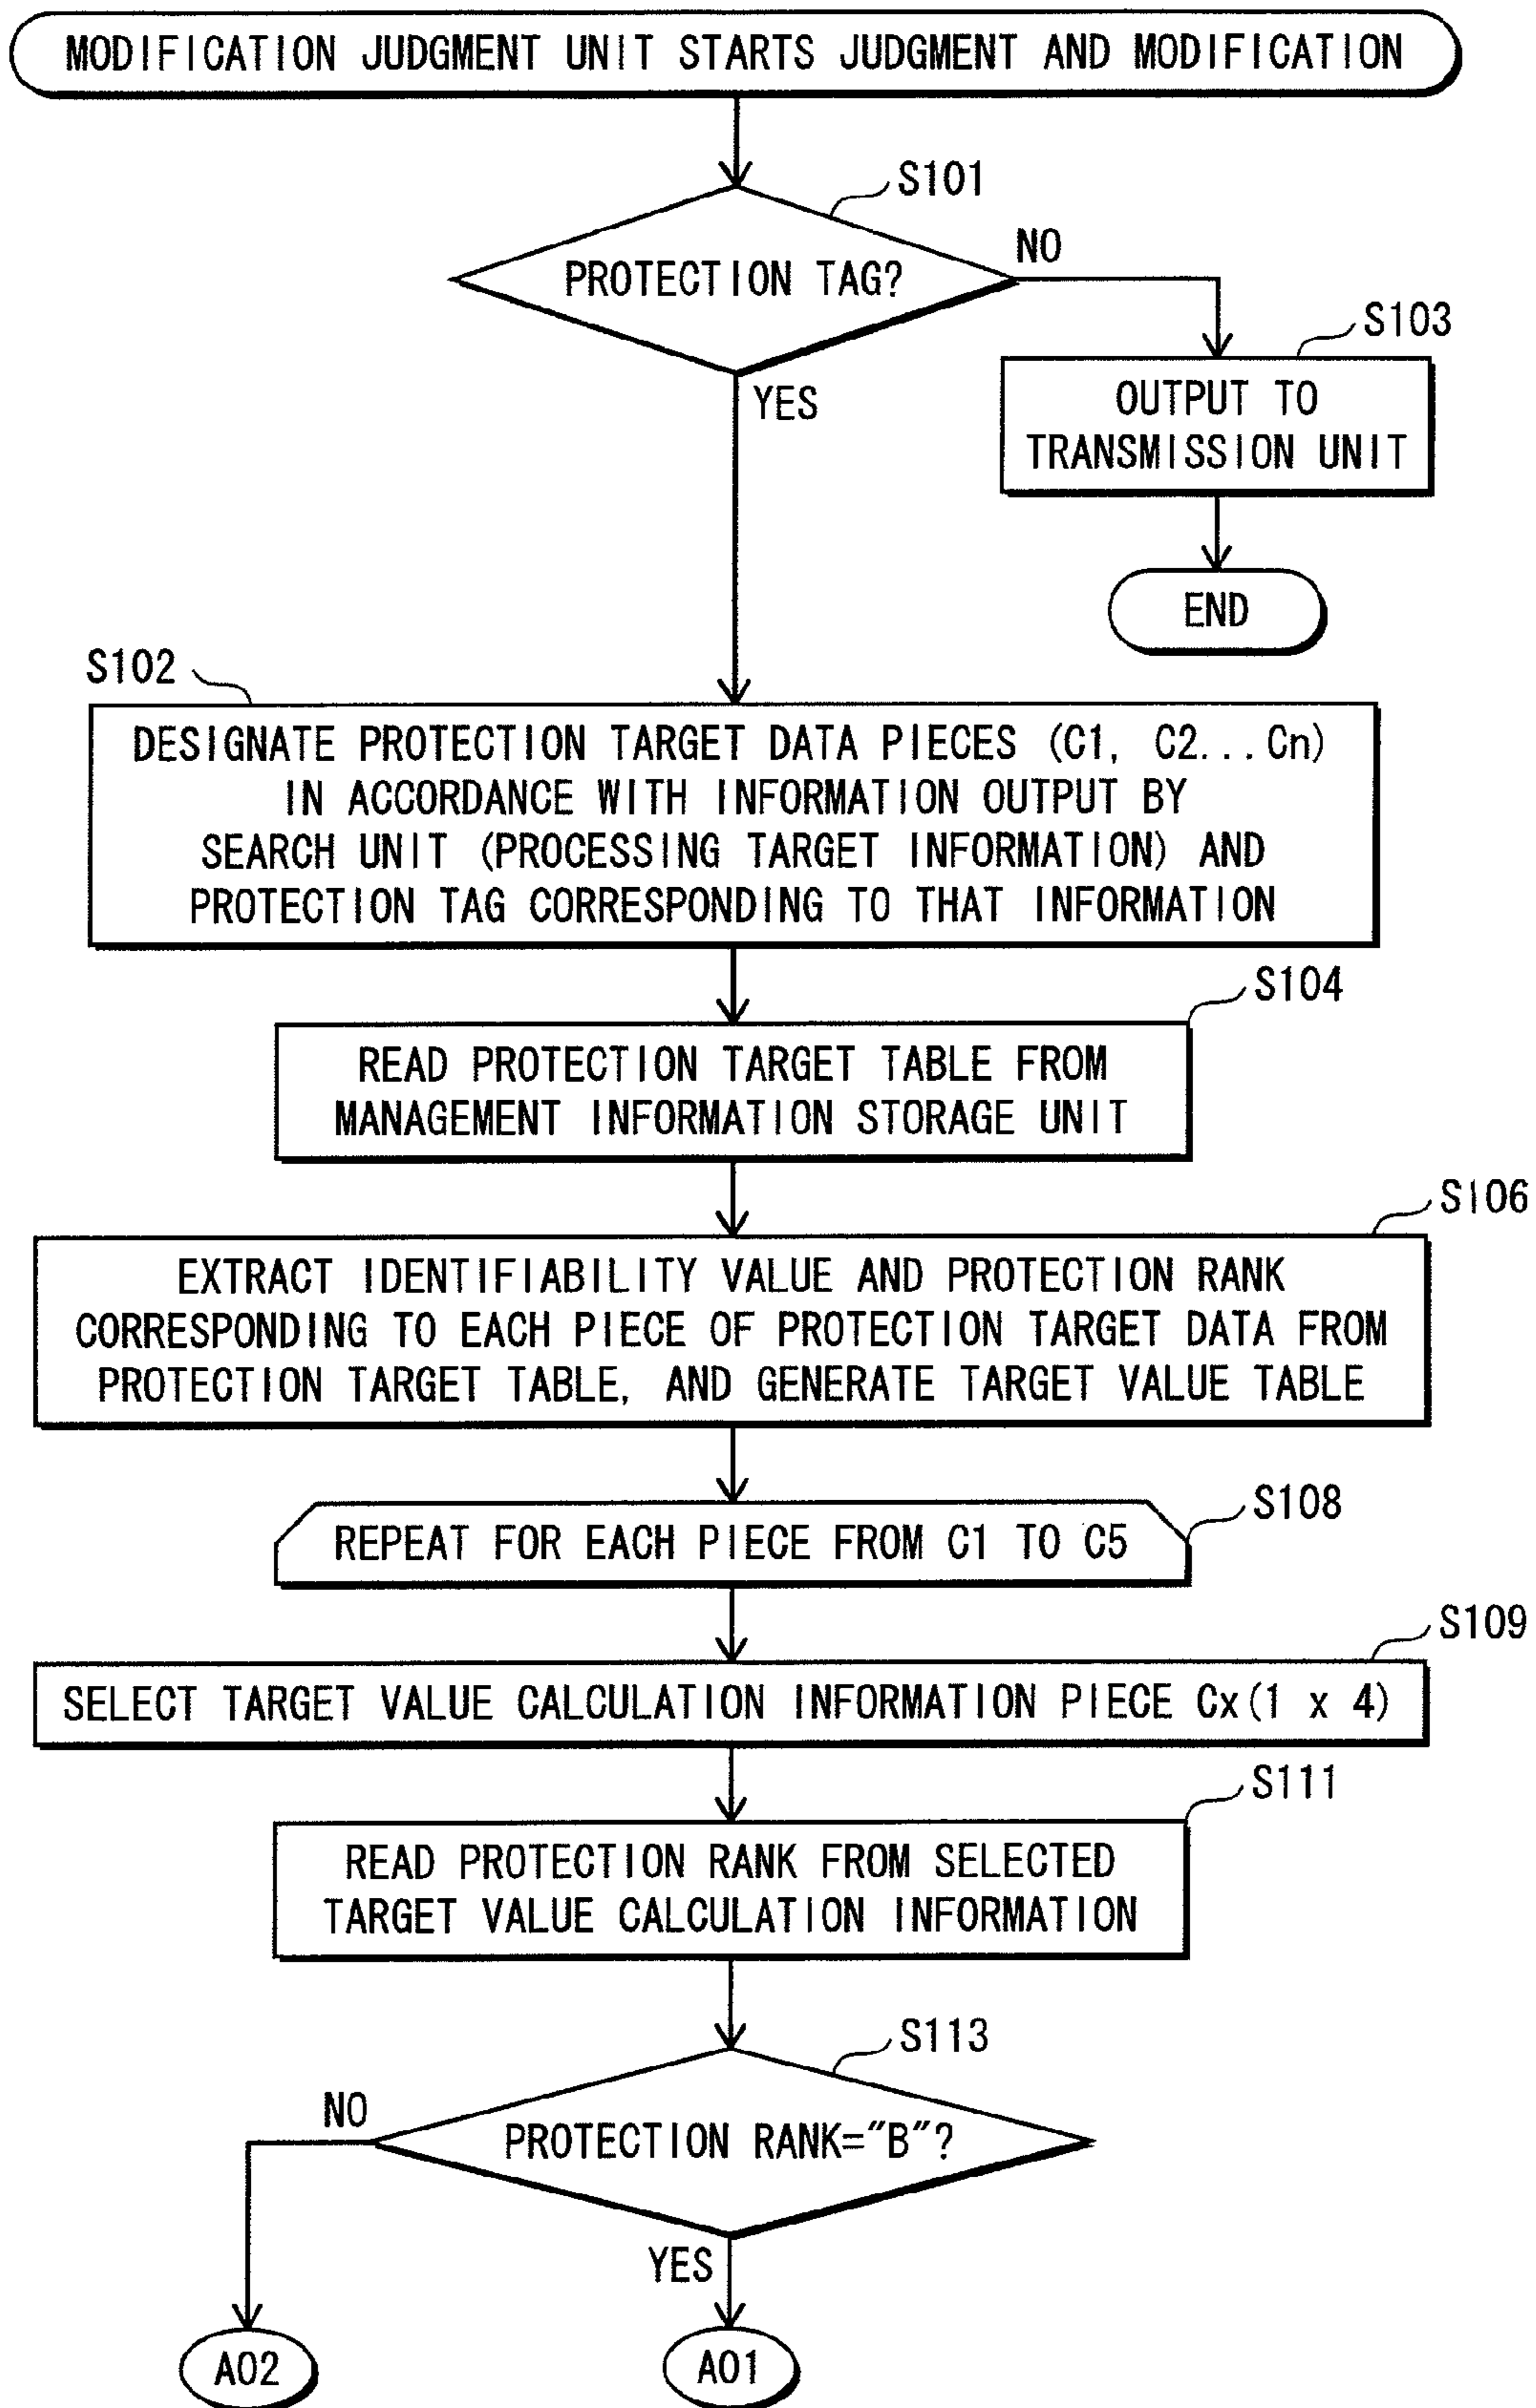 MODIFICATION JUDGMENT UNIT STARTS JUDGMENT AND MODIFICATION
S101
PROTECTION TAG?
NO
YES
S103
OUTPUT TO
TRANSMISSION UNIT
END
S102
DESIGNATE PROTECTION TARGET DATA PIECES (C1, C2...Cn)
IN ACCORDANCE WITH INFORMATION OUTPUT BY
SEARCH UNIT (PROCESSING TARGET INFORMATION) AND
PROTECTION TAG CORRESPONDING TO THAT INFORMATION
S104
READ PROTECTION TARGET TABLE FROM
MANAGEMENT INFORMATION STORAGE UNIT
S106
EXTRACT IDENTIFIABILITY VALUE AND PROTECTION RANK
CORRESPONDING TO EACH PIECE OF PROTECTION TARGET DATA FROM
PROTECTION TARGET TABLE, AND GENERATE TARGET VALUE TABLE
S108
REPEAT FOR EACH PIECE FROM C1 TO C5
S109
SELECT TARGET VALUE CALCULATION INFORMATION PIECE Cx(1 x 4)
S111
READ PROTECTION RANK FROM SELECTED
TARGET VALUE CALCULATION INFORMATION
S113
PROTECTION RANK="B"?
NO
YES
A02
A01